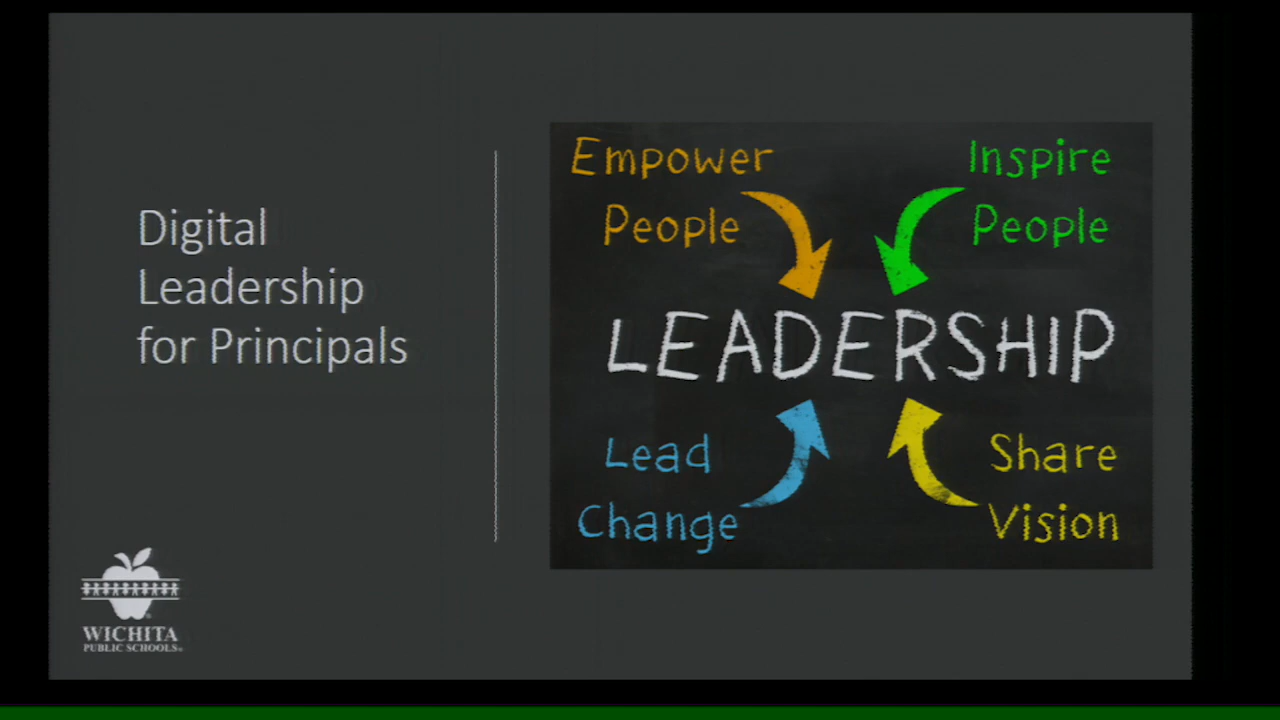 Digital
Leadership
for Principals
Empower
People
Inspire
People
LEADERSHIP
Lead
Change
Share
Vision
WICHITA
PUBLIC SCHOOLS®